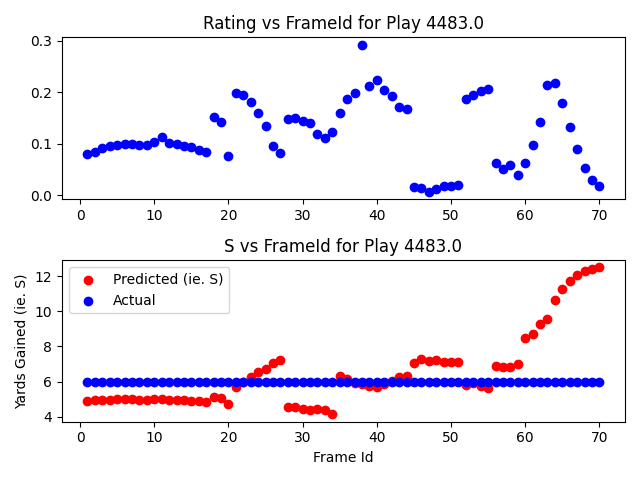 Rating vs FrameId for Play 4483.0
0.3
0.2
0.1
0.0
0 10 20 30 40 50 60 70
S vs FrameId for Play 4483.0
Predicted (ie. S)
Actual
Yards Gained (ie. S)
12
10
8
6
4
0 10 20 30 40 50 60 70
Frame Id